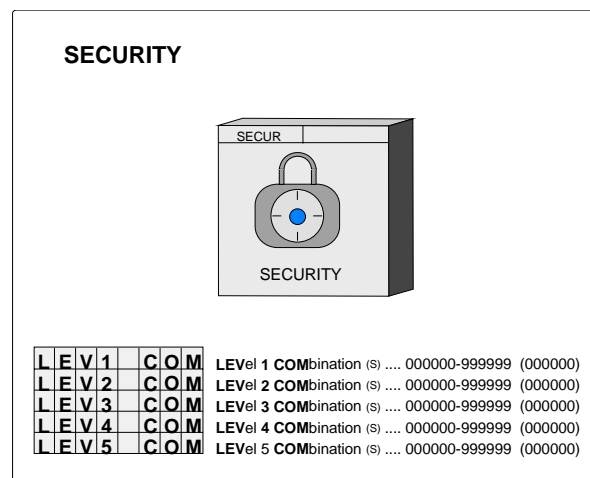 SECURITY
SECUR
SECURITY
LEV1 COM LEVel 1 COMbination (S) .... 000000-999999 (000000)
LEV2 COM LEVel 2 COMbination (S) .... 000000-999999 (000000)
LEV3 COM LEVel 3 COMbination (S) .... 000000-999999 (000000)
LEV4 COM LEVel 4 COMbination (S) .... 000000-999999 (000000)
LEV5 COM LEVel 5 COMbination (S) .... 000000-999999 (000000)